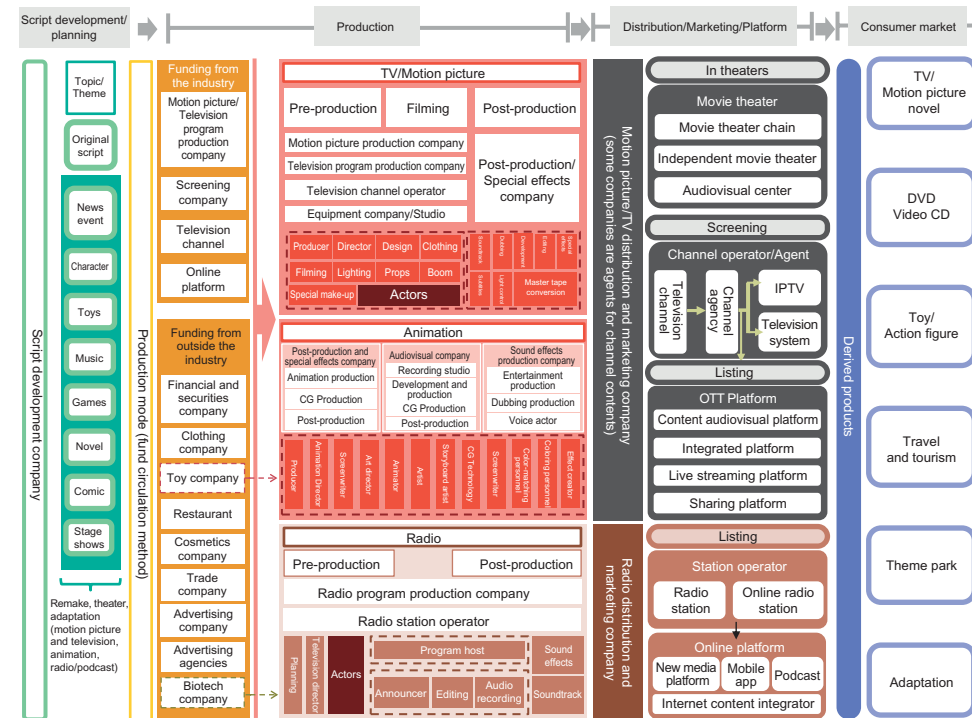 Script development/
planning
Production
Distribution/Marketing/Platform
Consumer market
Script development company
Topic/
Theme
Original
script
News
event
Character
Toys
Music
Games
Novel
Comic
Stage
shows
Remake, theater,
adaptation
(motion picture
and television,
animation,
radio/podcast)
Production mode (fund circulation method)
Funding from
the industry
Motion picture/
Television
program
production
company
Screening
company
Television
channel
Online
platform
Funding from
outside the
industry
Financial and
securities
company
Clothing
company
Toy company
Restaurant
Cosmetics
company
Trade
company
Advertising
company
Advertising
agencies
Biotech
company
TV/Motion picture
Pre-production
Filming
Post-production
Motion picture production company
Television program production company
Television channel operator
Equipment company/Studio
Post-production/
Special effects
company
Producer
Director
Design
Clothing
Filming
Lighting
Props
Boom
Special make-up
Actors
Soundtrack
Dubbing
Development
Editing
Special
effects
Subtitles
Light control
Master tape
conversion
Animation
Post-production and
special effects company
Animation production
CG Production
Post-production
Audiovisual company
Recording studio
Development and
production
CG Production
Post-production
Sound effects
production company
Entertainment
production
Dubbing production
Voice actor
Producer
Animation Director
Screenwriter
Art director
Animator
Artist
Storyboard artist
CG Technology
Screenwriter
Color-matching
personnel
Coloring personnel
Effect creator
Radio
Pre-production
Post-production
Radio program production company
Radio station operator
Planning
Television director
Actors
Program host
Announcer
Editing
Audio
recording
Sound
effects
Soundtrack
Motion picture/TV distribution and marketing company
(some companies are agents for channel contents)
Radio distribution and
marketing company
In theaters
Movie theater
Movie theater chain
Independent movie theater
Audiovisual center
Screening
Channel operator/Agent
Television
channel
Channel
agency
IPTV
Television
system
Listing
OTT Platform
Content audiovisual platform
Integrated platform
Live streaming platform
Sharing platform
Listing
Station operator
Radio
station
Online radio
station
Online platform
New media
platform
Mobile
app
Podcast
Internet content integrator
Derived products
TV/
Motion picture
novel
DVD
Video CD
Toy/
Action figure
Travel
and tourism
Theme park
Adaptation